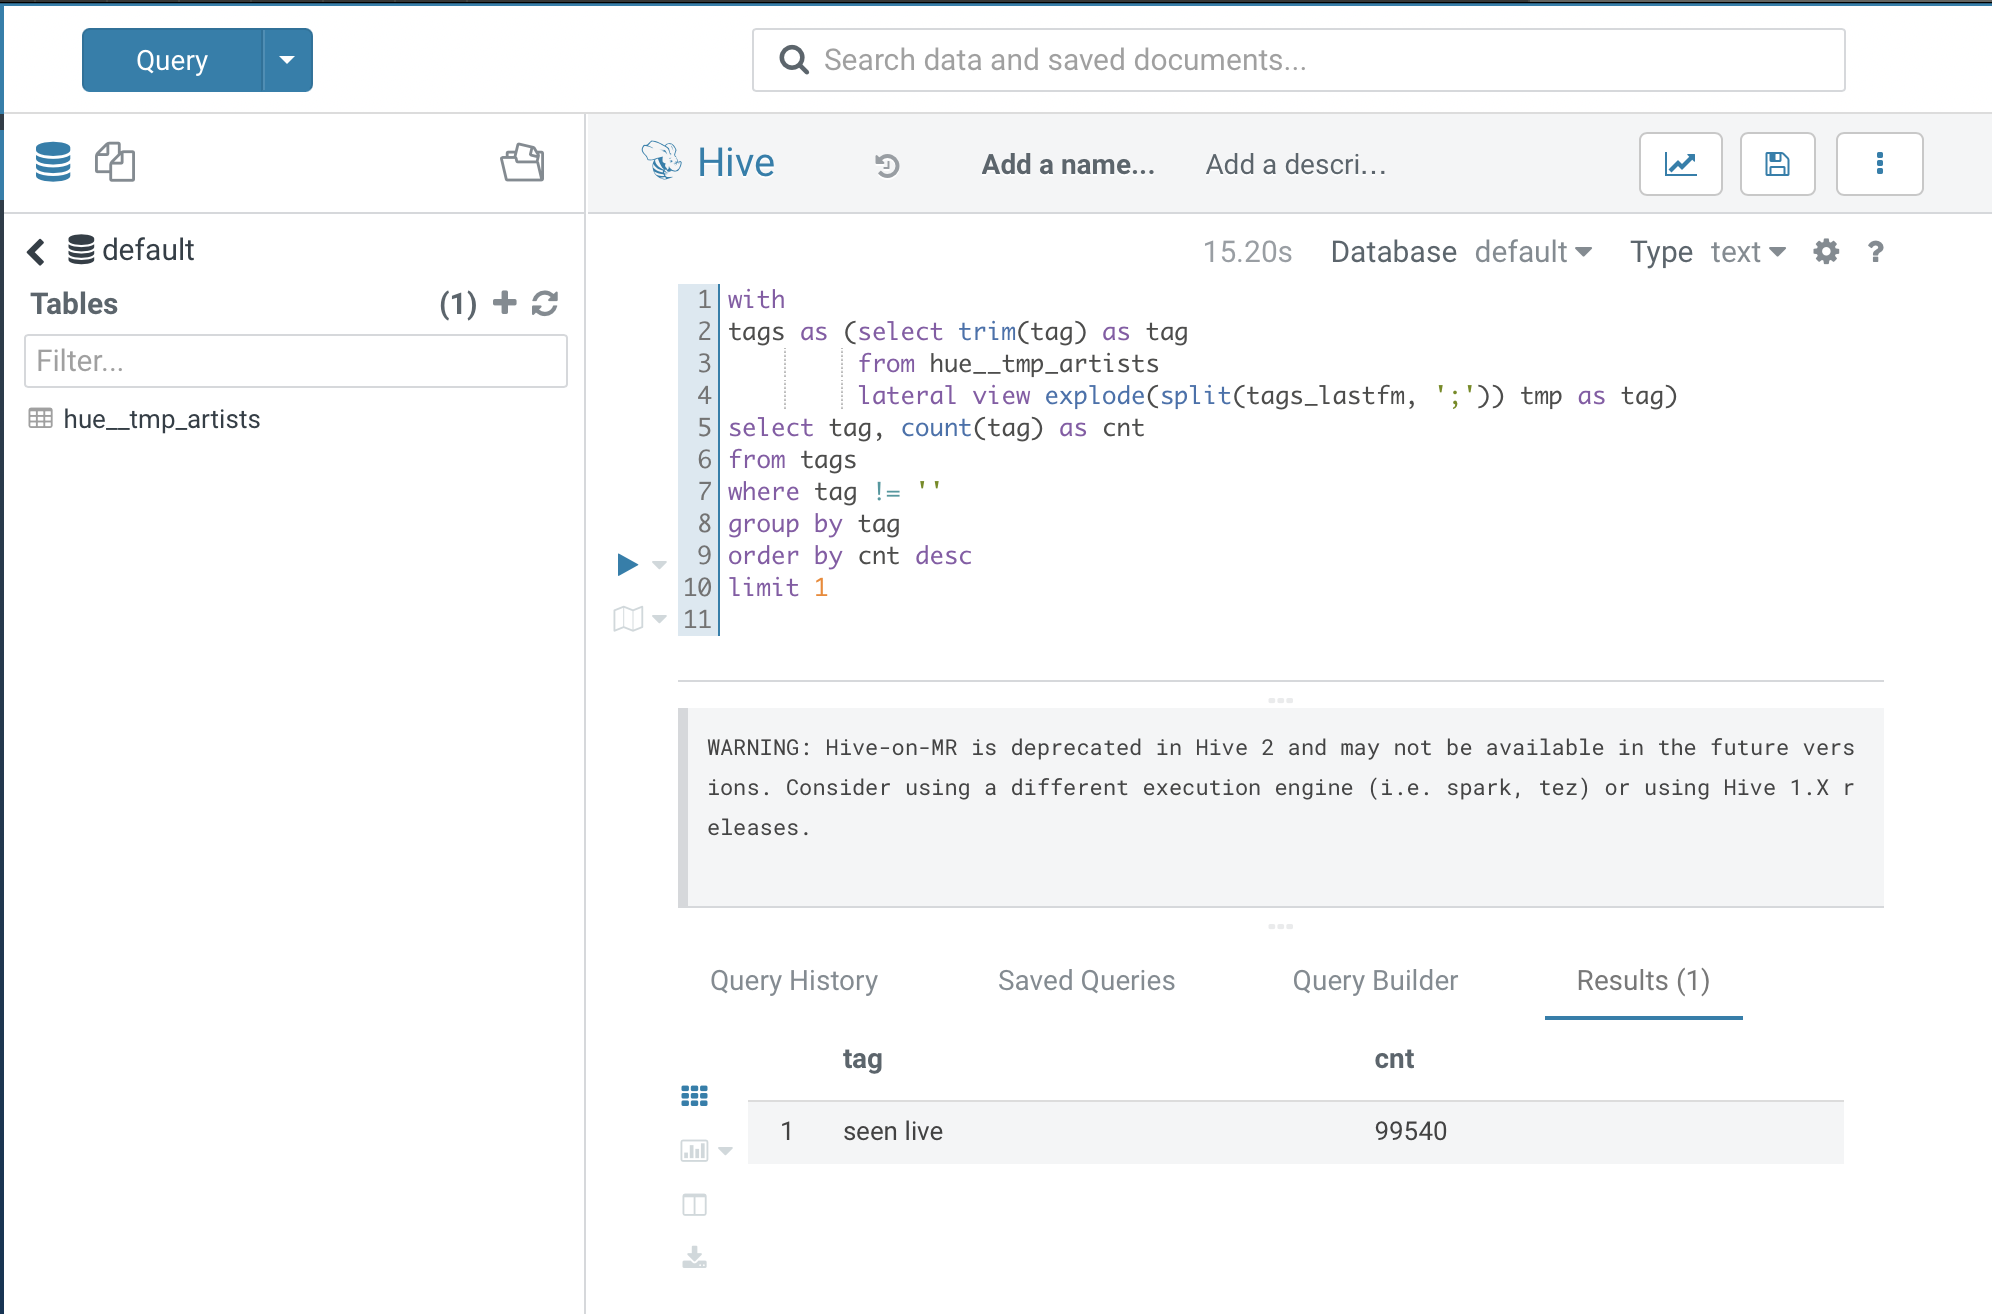 Query
Search data and saved documents...
Hive
Add a name...
Add a descri...
default
15.20s Database default Type text ?
Tables (1)
Filter...
hue__tmp_artists
1 with
2 tags as (select trim(tag) as tag
3 from hue__tmp_artists
4 lateral view explode(split(tags_lastfm, ';')) tmp as tag)
5 select tag, count(tag) as cnt
6 from tags
7 where tag != ''
8 group by tag
9 order by cnt desc
10 limit 1
11
WARNING: Hive-on-MR is deprecated in Hive 2 and may not be available in the future vers
ions. Consider using a different execution engine (i.e. spark, tez) or using Hive 1.X r
eleases.
Query History Saved Queries Query Builder Results (1)
tag cnt
1 seen live 99540